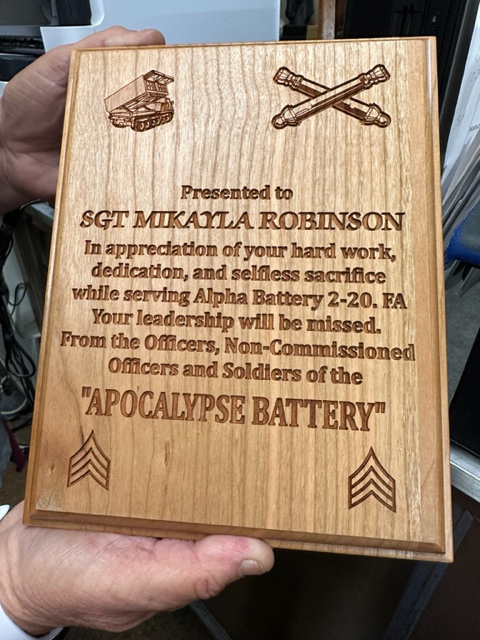 Presented to
SGT MIKAYLA ROBINSON
In appreciation of your hard work,
dedication, and selfless sacrifice
while serving Alpha Battery 2-20. FA
Your leadership will be missed.
From the Officers, Non-Commissioned
Officers and Soldiers of the
"APOCALYPSE BATTERY"